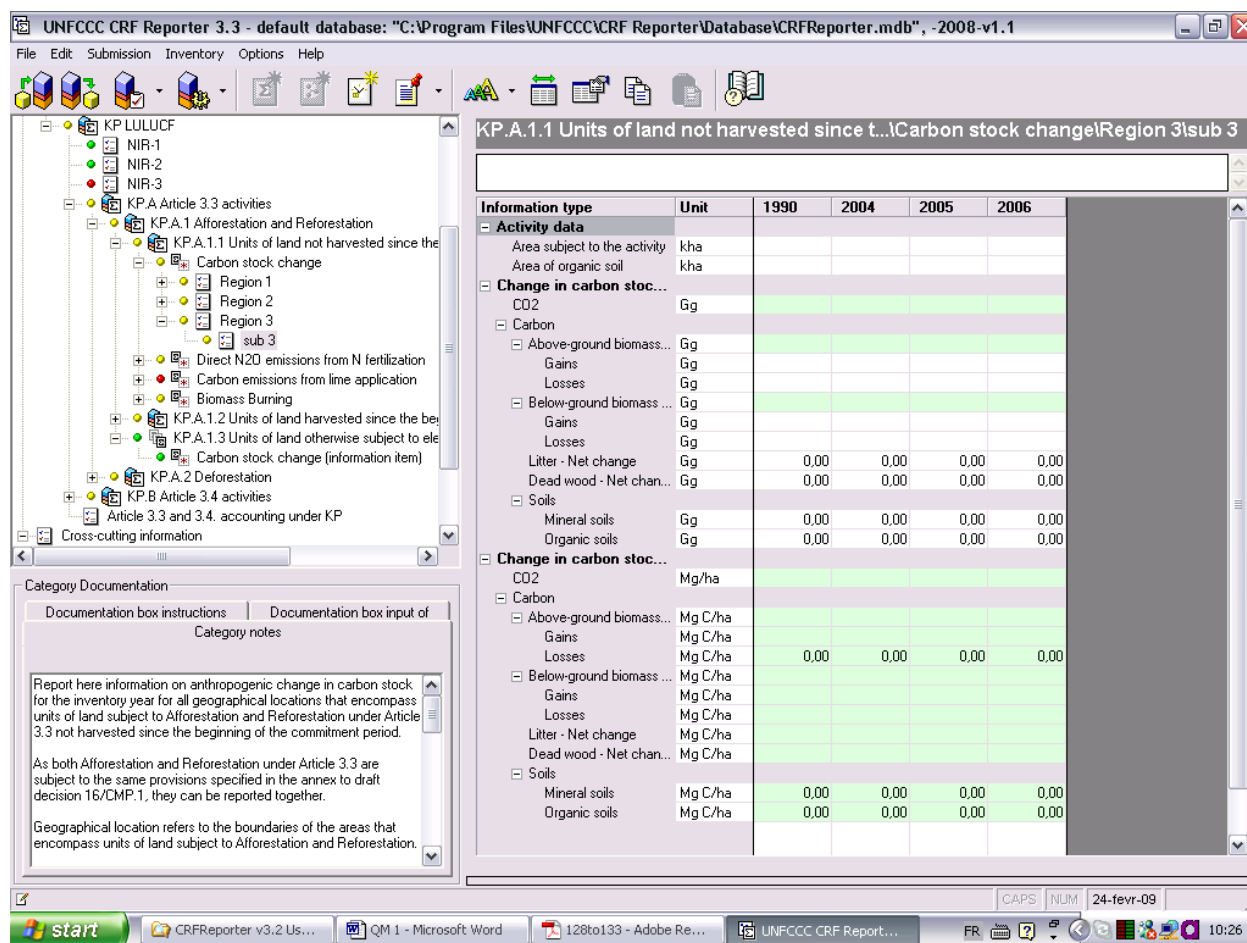 UNFCCC CRF Reporter 3.3 - default database: "C:\Program Files\UNFCCC\CRF Reporter\Database\CRFReporter.mdb", -2008-v1.1
File Edit Submission Inventory Options Help
KP LULUCF
NIR-1
NIR-2
NIR-3
KP.A Article 3.3 activities
KP.A.1 Afforestation and Reforestation
KP.A.1.1 Units of land not harvested since the
Carbon stock change
Region 1
Region 2
Region 3
sub 3
Direct N2O emissions from N fertilization
Carbon emissions from lime application
Biomass Burning
KP.A.1.2 Units of land harvested since the be
KP.A.1.3 Units of land otherwise subject to ele
Carbon stock change (information item)
KP.A.2 Deforestation
KP.B Article 3.4 activities
Article 3.3 and 3.4. accounting under KP
Cross-cutting information
Category Documentation
Documentation box instructions Documentation box input of
Category notes
Report here information on anthropogenic change in carbon stock
for the inventory year for all geographical locations that encompass
units of land subject to Afforestation and Reforestation under Article
3.3 not harvested since the beginning of the commitment period.
As both Afforestation and Reforestation under Article 3.3 are
subject to the same provisions specified in the annex to draft
decision 16/CMP.1, they can be reported together.
Geographical location refers to the boundaries of the areas that
encompass units of land subject to Afforestation and Reforestation.
KP.A.1.1 Units of land not harvested since t...\Carbon stock change\Region 3\sub 3
Information type Unit 1990 2004 2005 2006
Activity data
Area subject to the activity kha
Area of organic soil kha
Change in carbon stoc...
CO2 Gg
Carbon
Above-ground biomass... Gg
Gains Gg
Losses Gg
Below-ground biomass ... Gg
Gains Gg
Losses Gg
Litter - Net change Gg 0,00 0,00 0,00 0,00
Dead wood - Net chan... Gg 0,00 0,00 0,00 0,00
Soils
Mineral soils Gg 0,00 0,00 0,00 0,00
Organic soils Gg 0,00 0,00 0,00 0,00
Change in carbon stoc...
CO2 Mg/ha
Carbon
Above-ground biomass... Mg C/ha
Gains Mg C/ha
Losses Mg C/ha 0,00 0,00 0,00 0,00
Below-ground biomass ... Mg C/ha
Gains Mg C/ha
Losses Mg C/ha
Litter - Net change Mg C/ha
Dead wood - Net chan... Mg C/ha
Soils
Mineral soils Mg C/ha 0,00 0,00 0,00 0,00
Organic soils Mg C/ha 0,00 0,00 0,00 0,00
CAPS NUM 24-fevr-09
start CRFReporter v3.2 Us... QM 1 - Microsoft Word 128to133 - Adobe Re... UNFCCC CRF Report... FR 10:26